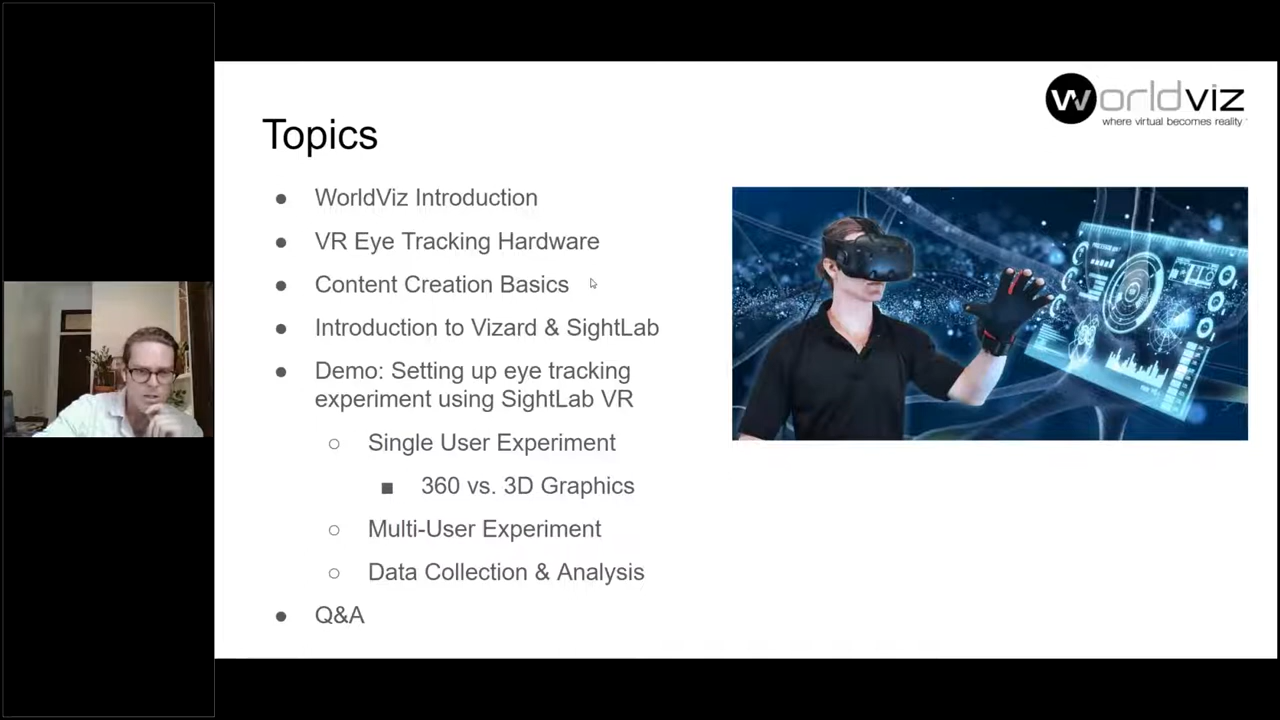 worldviz
where virtual becomes reality
Topics
● WorldViz Introduction
● VR Eye Tracking Hardware
● Content Creation Basics
● Introduction to Vizard & SightLab
● Demo: Setting up eye tracking
experiment using SightLab VR
○ Single User Experiment
■ 360 vs. 3D Graphics
○ Multi-User Experiment
○ Data Collection & Analysis
● Q&A